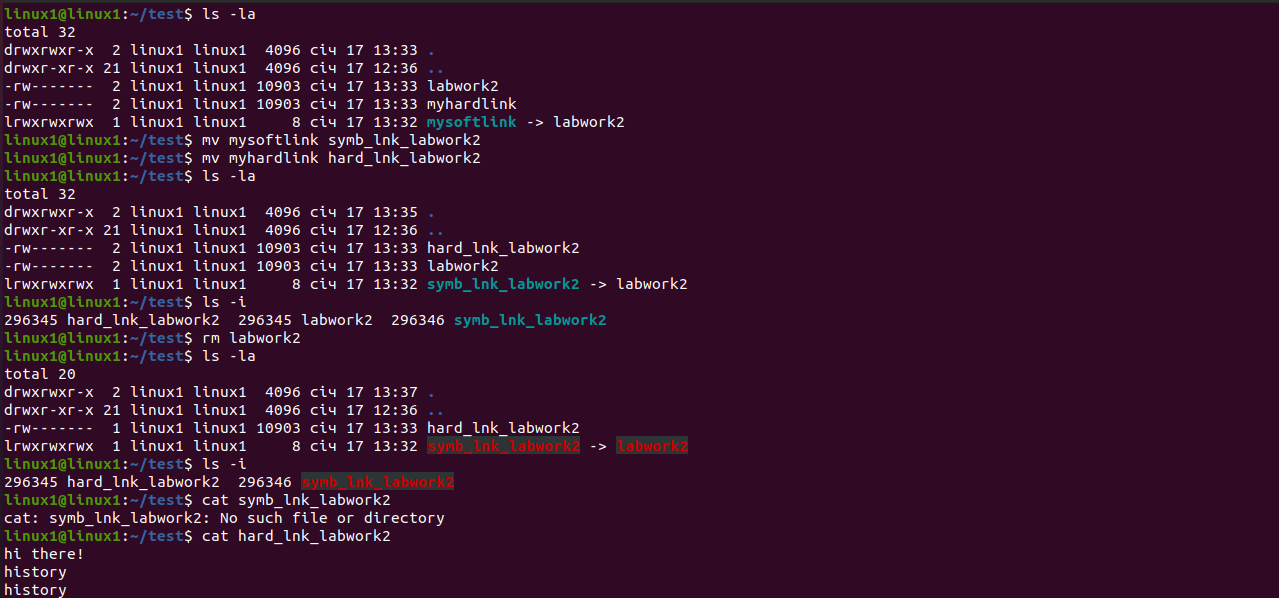 linux1@linux1:~/test$ ls -la
total 32
drwxrwxr-x  2 linux1 linux1  4096 січ 17 13:33 .
drwxr-xr-x 21 linux1 linux1  4096 січ 17 12:36 ..
-rw-------  2 linux1 linux1 10903 січ 17 13:33 labwork2
-rw-------  2 linux1 linux1 10903 січ 17 13:33 myhardlink
lrwxrwxrwx  1 linux1 linux1     8 січ 17 13:32 mysoftlink -> labwork2
linux1@linux1:~/test$ mv mysoftlink symb_lnk_labwork2
linux1@linux1:~/test$ mv myhardlink hard_lnk_labwork2
linux1@linux1:~/test$ ls -la
total 32
drwxrwxr-x  2 linux1 linux1  4096 січ 17 13:35 .
drwxr-xr-x 21 linux1 linux1  4096 січ 17 12:36 ..
-rw-------  2 linux1 linux1 10903 січ 17 13:33 hard_lnk_labwork2
-rw-------  2 linux1 linux1 10903 січ 17 13:33 labwork2
lrwxrwxrwx  1 linux1 linux1     8 січ 17 13:32 symb_lnk_labwork2 -> labwork2
linux1@linux1:~/test$ ls -i
296345 hard_lnk_labwork2  296345 labwork2  296346 symb_lnk_labwork2
linux1@linux1:~/test$ rm labwork2
linux1@linux1:~/test$ ls -la
total 20
drwxrwxr-x  2 linux1 linux1  4096 січ 17 13:37 .
drwxr-xr-x 21 linux1 linux1  4096 січ 17 12:36 ..
-rw-------  1 linux1 linux1 10903 січ 17 13:33 hard_lnk_labwork2
lrwxrwxrwx  1 linux1 linux1     8 січ 17 13:32 symb_lnk_labwork2 -> labwork2
linux1@linux1:~/test$ ls -i
296345 hard_lnk_labwork2  296346 symb_lnk_labwork2
linux1@linux1:~/test$ cat symb_lnk_labwork2
cat: symb_lnk_labwork2: No such file or directory
linux1@linux1:~/test$ cat hard_lnk_labwork2
hi there!
history
history